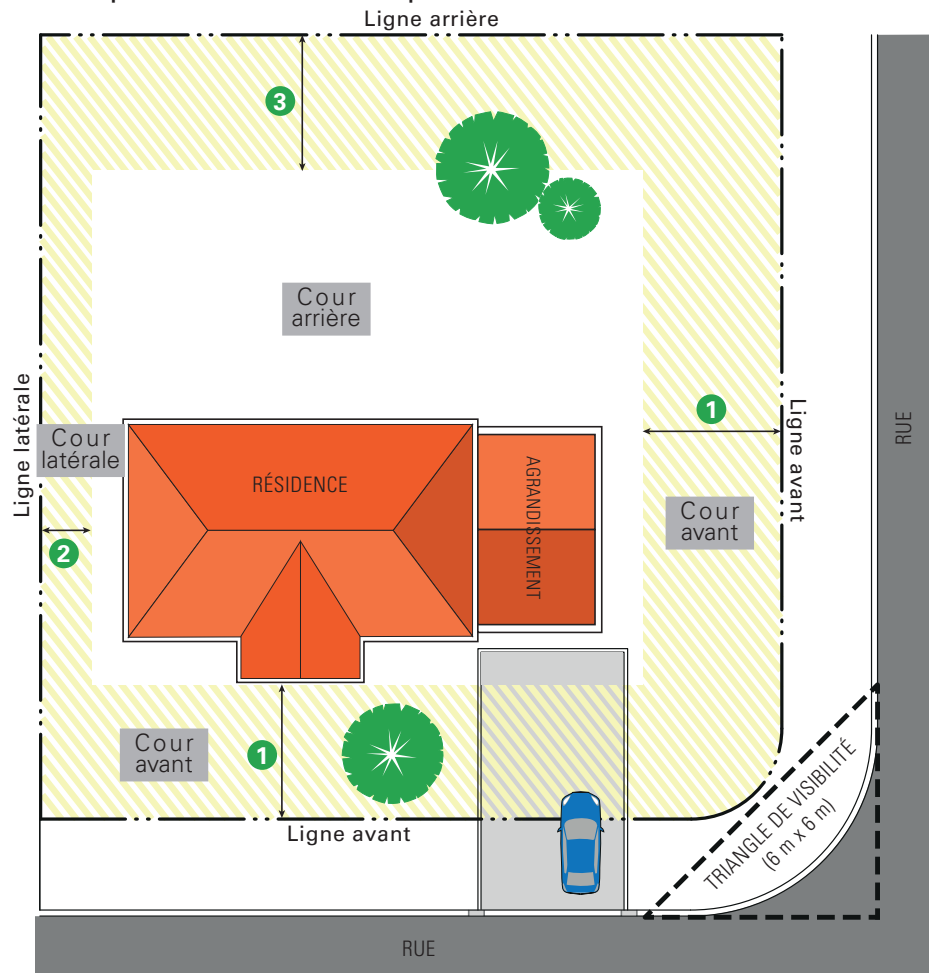 Ligne arrière
3
Cour
arrière
Ligne latérale
Cour
latérale
2
RÉSIDENCE
AGRANDISSEMENT
1
Ligne avant
Cour
avant
RUE
Cour
avant
1
Ligne avant
TRIANGLE DE VISIBILITÉ
(6 m x 6 m)
RUE